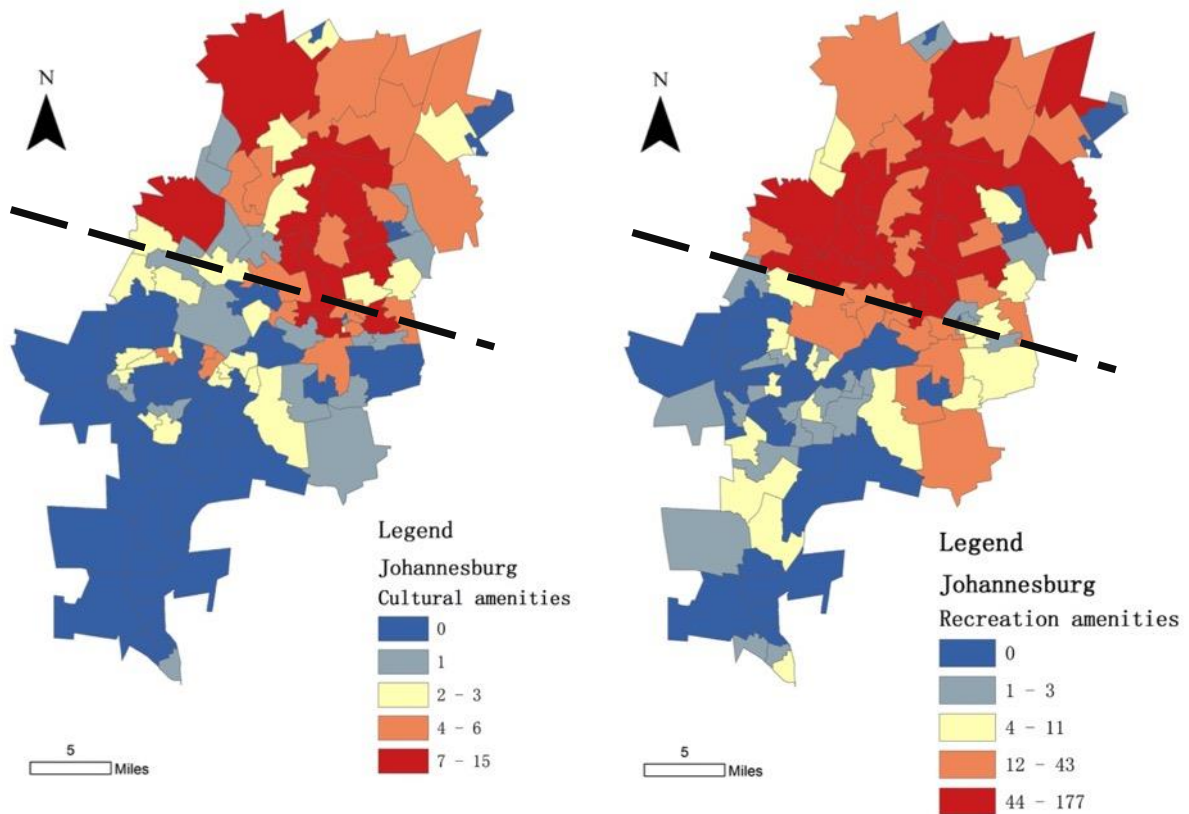 N
Legend
Johannesburg
Cultural amenities
0
1
2 - 3
4 - 6
7 - 15
5
Miles
N
Legend
Johannesburg
Recreation amenities
0
1 - 3
4 - 11
12 - 43
44 - 177
5
Miles